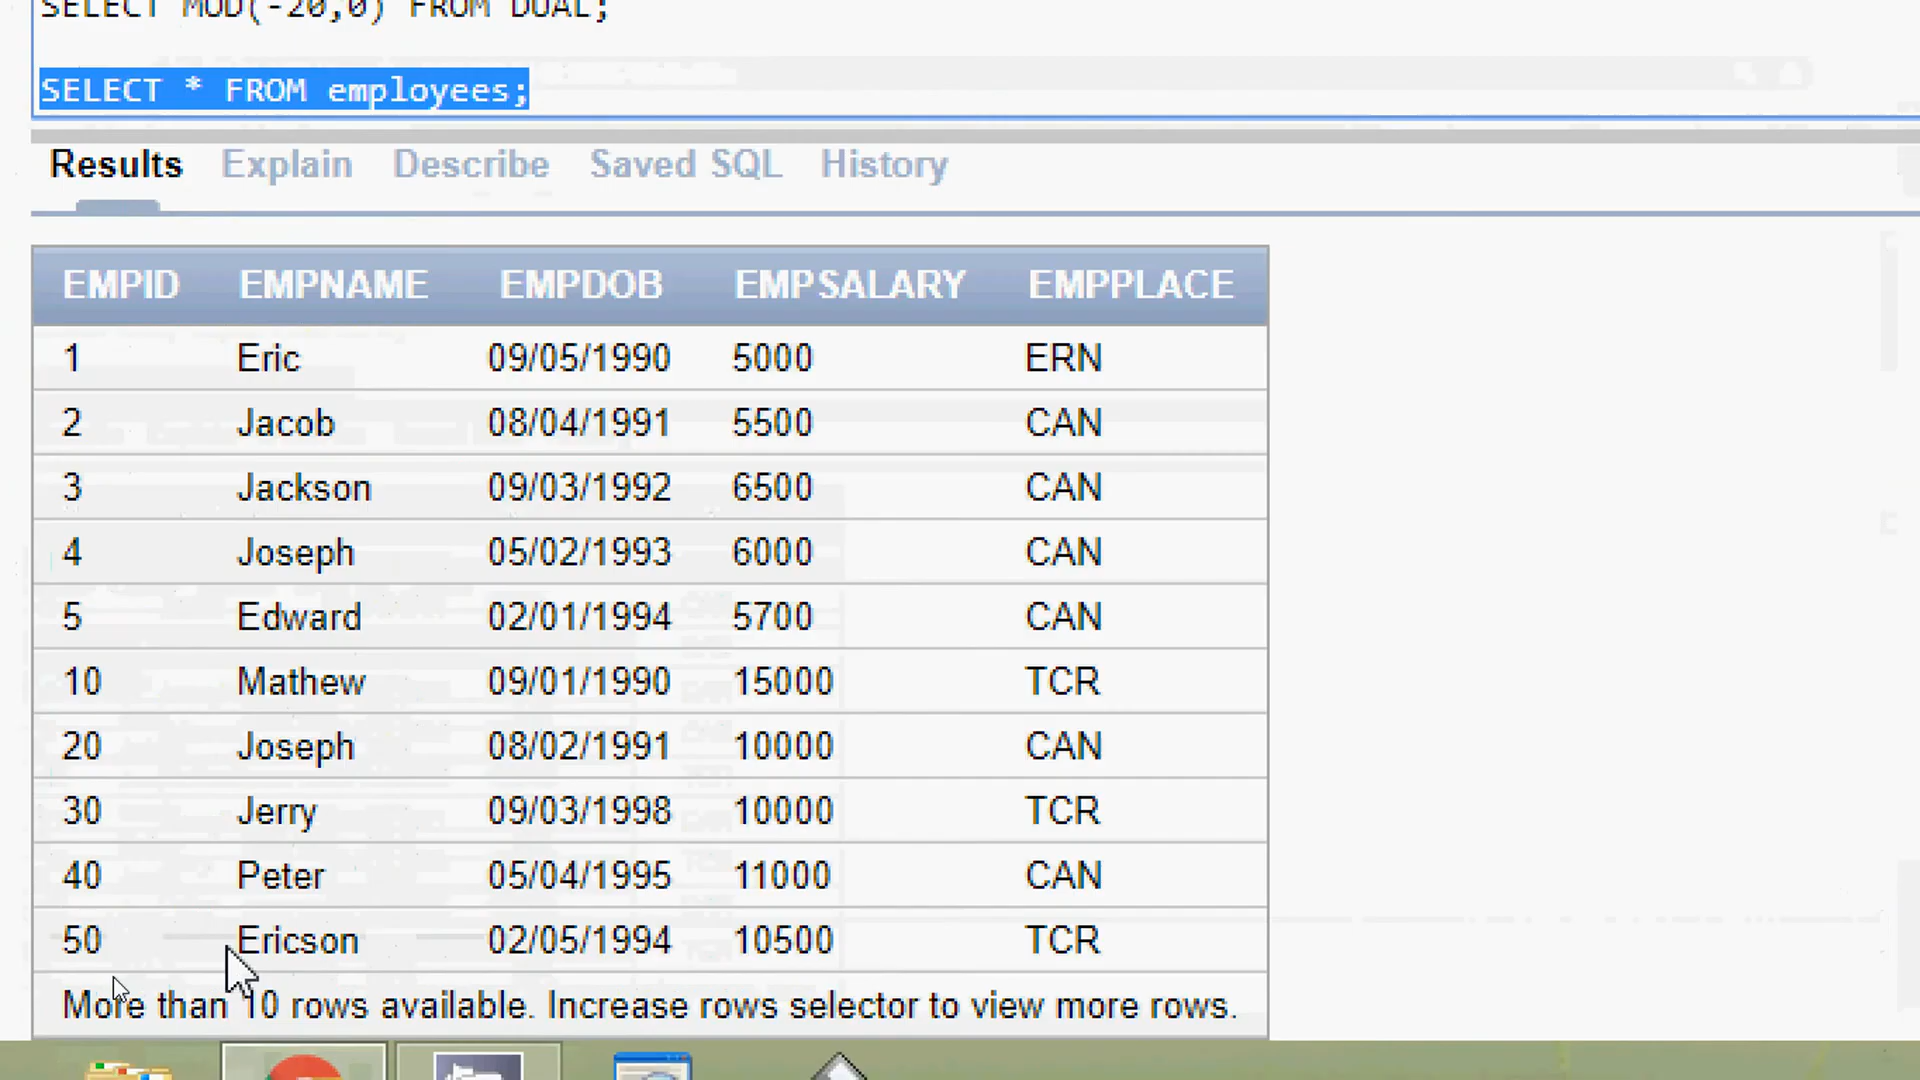 SELECT MOD(-20,0) FROM DUAL;
SELECT * FROM employees;
Results Explain Describe Saved SQL History
EMPID EMPNAME EMPDOB EMPSALARY EMPPLACE
1 Eric 09/05/1990 5000 ERN
2 Jacob 08/04/1991 5500 CAN
3 Jackson 09/03/1992 6500 CAN
4 Joseph 05/02/1993 6000 CAN
5 Edward 02/01/1994 5700 CAN
10 Mathew 09/01/1990 15000 TCR
20 Joseph 08/02/1991 10000 CAN
30 Jerry 09/03/1998 10000 TCR
40 Peter 05/04/1995 11000 CAN
50 Ericson 02/05/1994 10500 TCR
More than 10 rows available. Increase rows selector to view more rows.